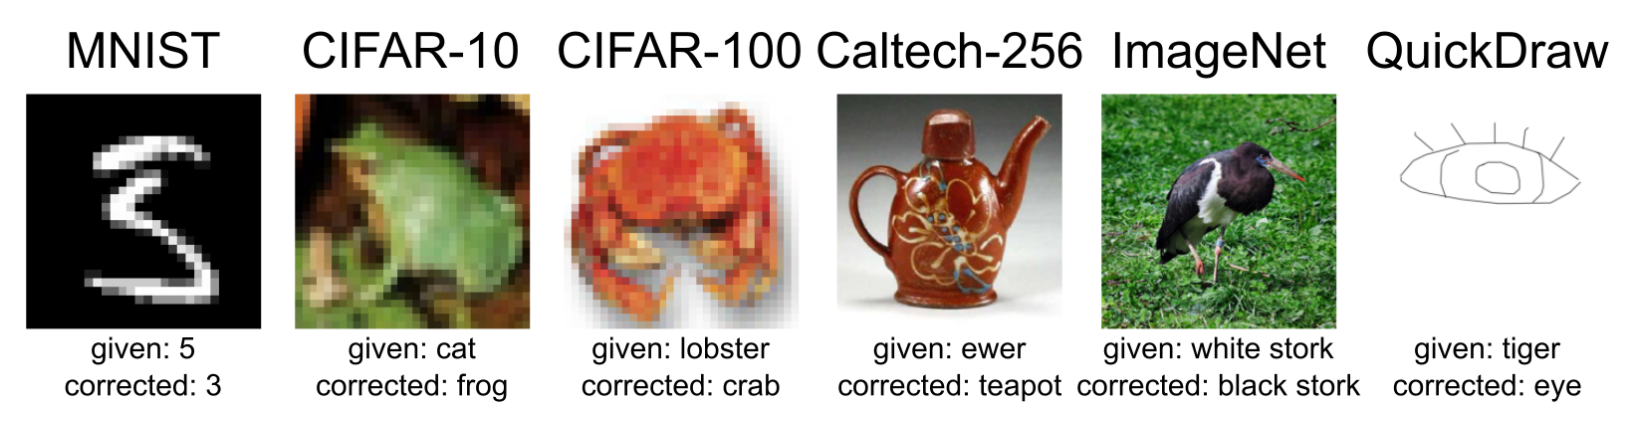 MNIST CIFAR-10 CIFAR-100 Caltech-256 ImageNet QuickDraw
given: 5 given: cat given: lobster given: ewer given: white stork given: tiger
corrected: 3 corrected: frog corrected: crab corrected: teapot corrected: black stork corrected: eye